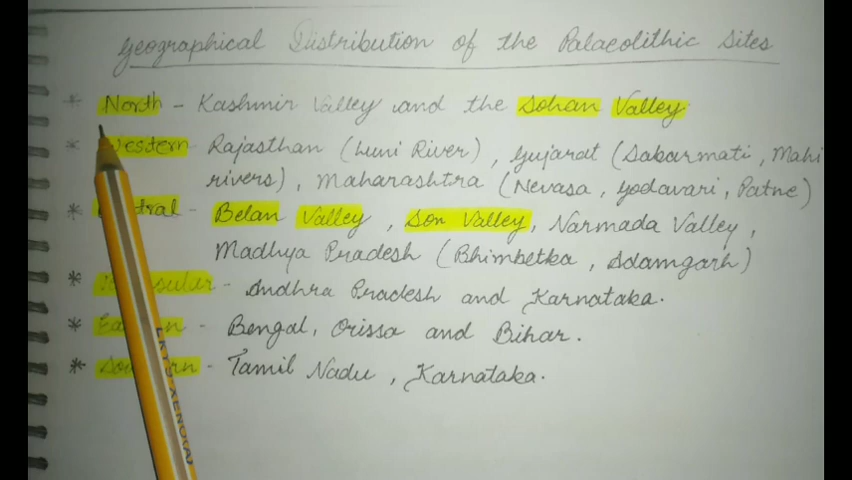 Geographical Distribution of the Palaeolithic Sites
* North - Kashmir Valley and the Sohan Valley
* Western - Rajasthan (Luni River), Gujarat (Sabarmati, Mahi
rivers), Maharashtra (Nevasa, Godavari, Patne)
* - Belan Valley, Son Valley, Narmada Valley,
Madhya Pradesh (Bhimbetka, Adamgarh)
* - Andhra Pradesh and Karnataka.
* - Bengal, Orissa and Bihar.
* - Tamil Nadu, Karnataka.